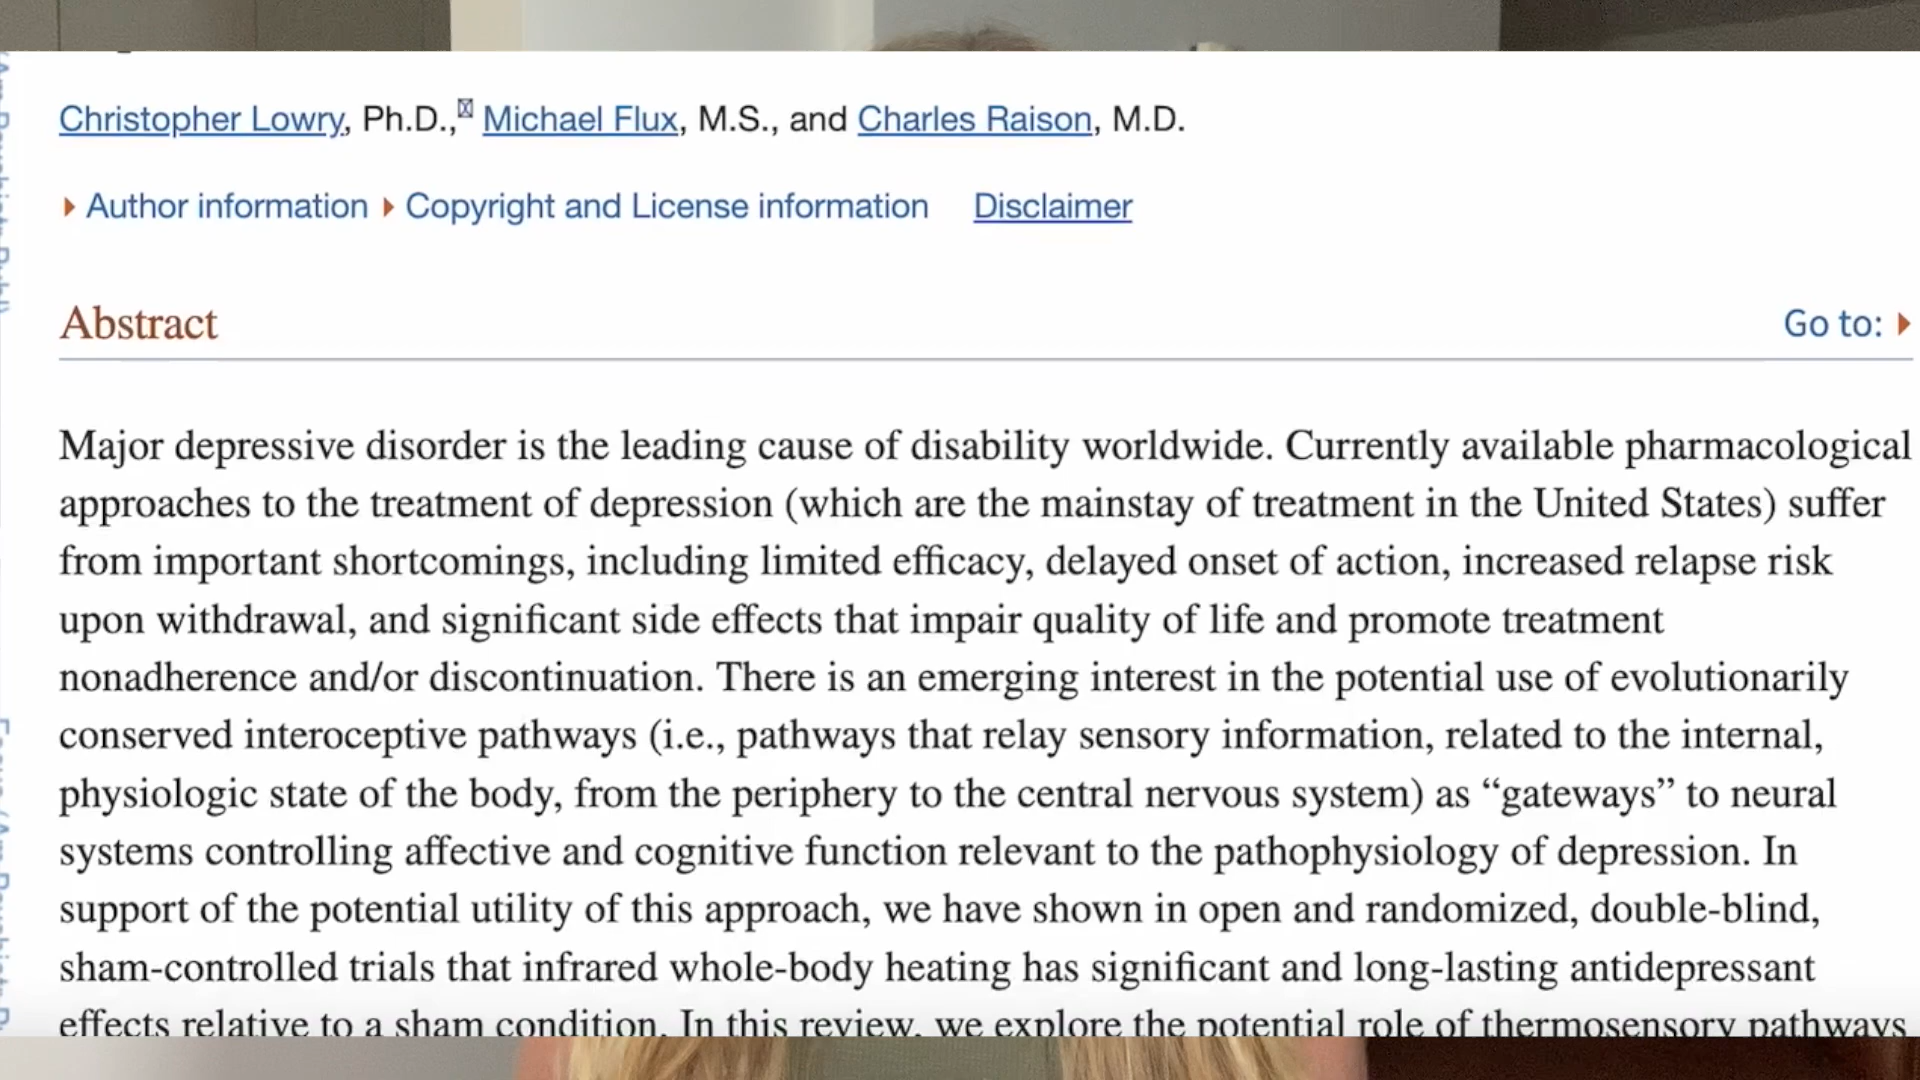 Christopher Lowry, Ph.D., Michael Flux, M.S., and Charles Raison, M.D.
Author information Copyright and License information Disclaimer
Abstract
Go to:
Major depressive disorder is the leading cause of disability worldwide. Currently available pharmacological
approaches to the treatment of depression (which are the mainstay of treatment in the United States) suffer
from important shortcomings, including limited efficacy, delayed onset of action, increased relapse risk
upon withdrawal, and significant side effects that impair quality of life and promote treatment
nonadherence and/or discontinuation. There is an emerging interest in the potential use of evolutionarily
conserved interoceptive pathways (i.e., pathways that relay sensory information, related to the internal,
physiologic state of the body, from the periphery to the central nervous system) as “gateways” to neural
systems controlling affective and cognitive function relevant to the pathophysiology of depression. In
support of the potential utility of this approach, we have shown in open and randomized, double-blind,
sham-controlled trials that infrared whole-body heating has significant and long-lasting antidepressant
effects relative to a sham condition. In this review, we explore the potential role of thermosensory pathways